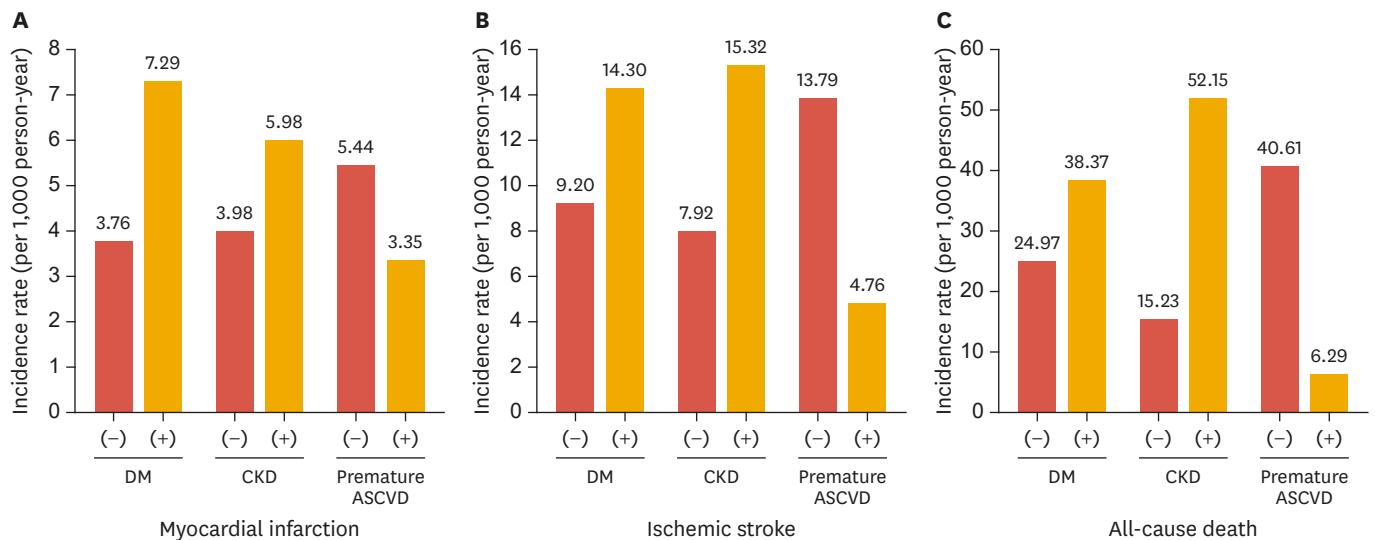 A
Incidence rate (per 1,000 person-year)
8
7
6
5
4
3
2
1
0
3.76
7.29
3.98
5.98
5.44
3.35
(−) (+) (−) (+) (−) (+)
DM CKD Premature
ASCVD
Myocardial infarction
B
Incidence rate (per 1,000 person-year)
16
14
12
10
8
6
4
2
0
9.20
14.30
7.92
15.32
13.79
4.76
(−) (+) (−) (+) (−) (+)
DM CKD Premature
ASCVD
Ischemic stroke
C
Incidence rate (per 1,000 person-year)
60
50
40
30
20
10
0
24.97
38.37
15.23
52.15
40.61
6.29
(−) (+) (−) (+) (−) (+)
DM CKD Premature
ASCVD
All-cause death